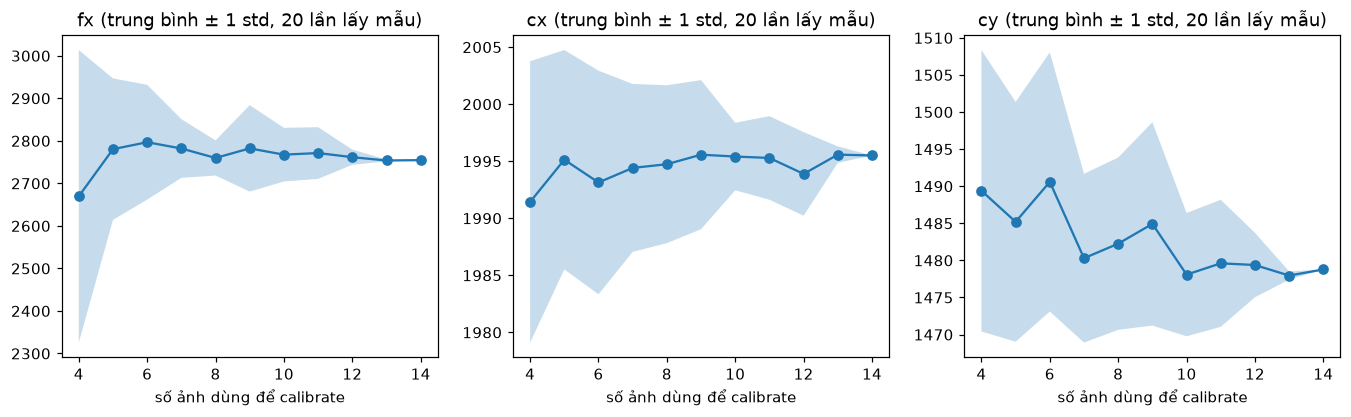 fx (trung bình ± 1 std, 20 lần lấy mẫu)
3000
2900
2800
2700
2600
2500
2400
2300
4 6 8 10 12 14
số ảnh dùng để calibrate
cx (trung bình ± 1 std, 20 lần lấy mẫu)
2005
2000
1995
1990
1985
1980
4 6 8 10 12 14
số ảnh dùng để calibrate
cy (trung bình ± 1 std, 20 lần lấy mẫu)
1510
1505
1500
1495
1490
1485
1480
1475
1470
4 6 8 10 12 14
số ảnh dùng để calibrate